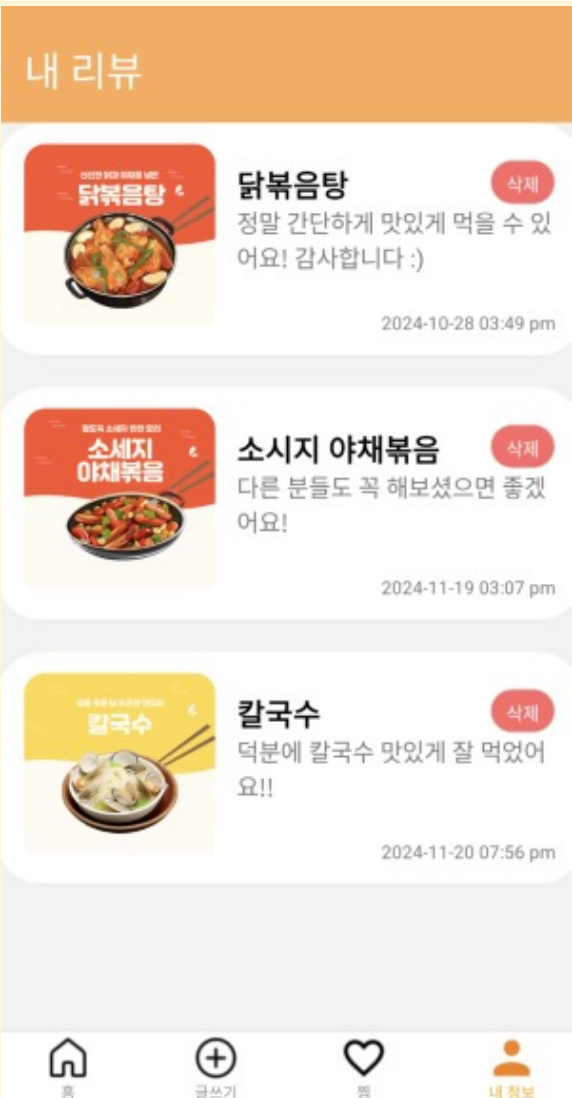 내 리뷰
닭볶음탕
닭볶음탕
삭제
정말 간단하게 맛있게 먹을 수 있
어요! 감사합니다 :)
2024-10-28 03:49 pm
소세지
야채볶음
소시지 야채볶음
삭제
다른 분들도 꼭 해보셨으면 좋겠
어요!
2024-11-19 03:07 pm
칼국수
칼국수
삭제
덕분에 칼국수 맛있게 잘 먹었어
요!!
2024-11-20 07:56 pm
홈
글쓰기
찜
내 정보